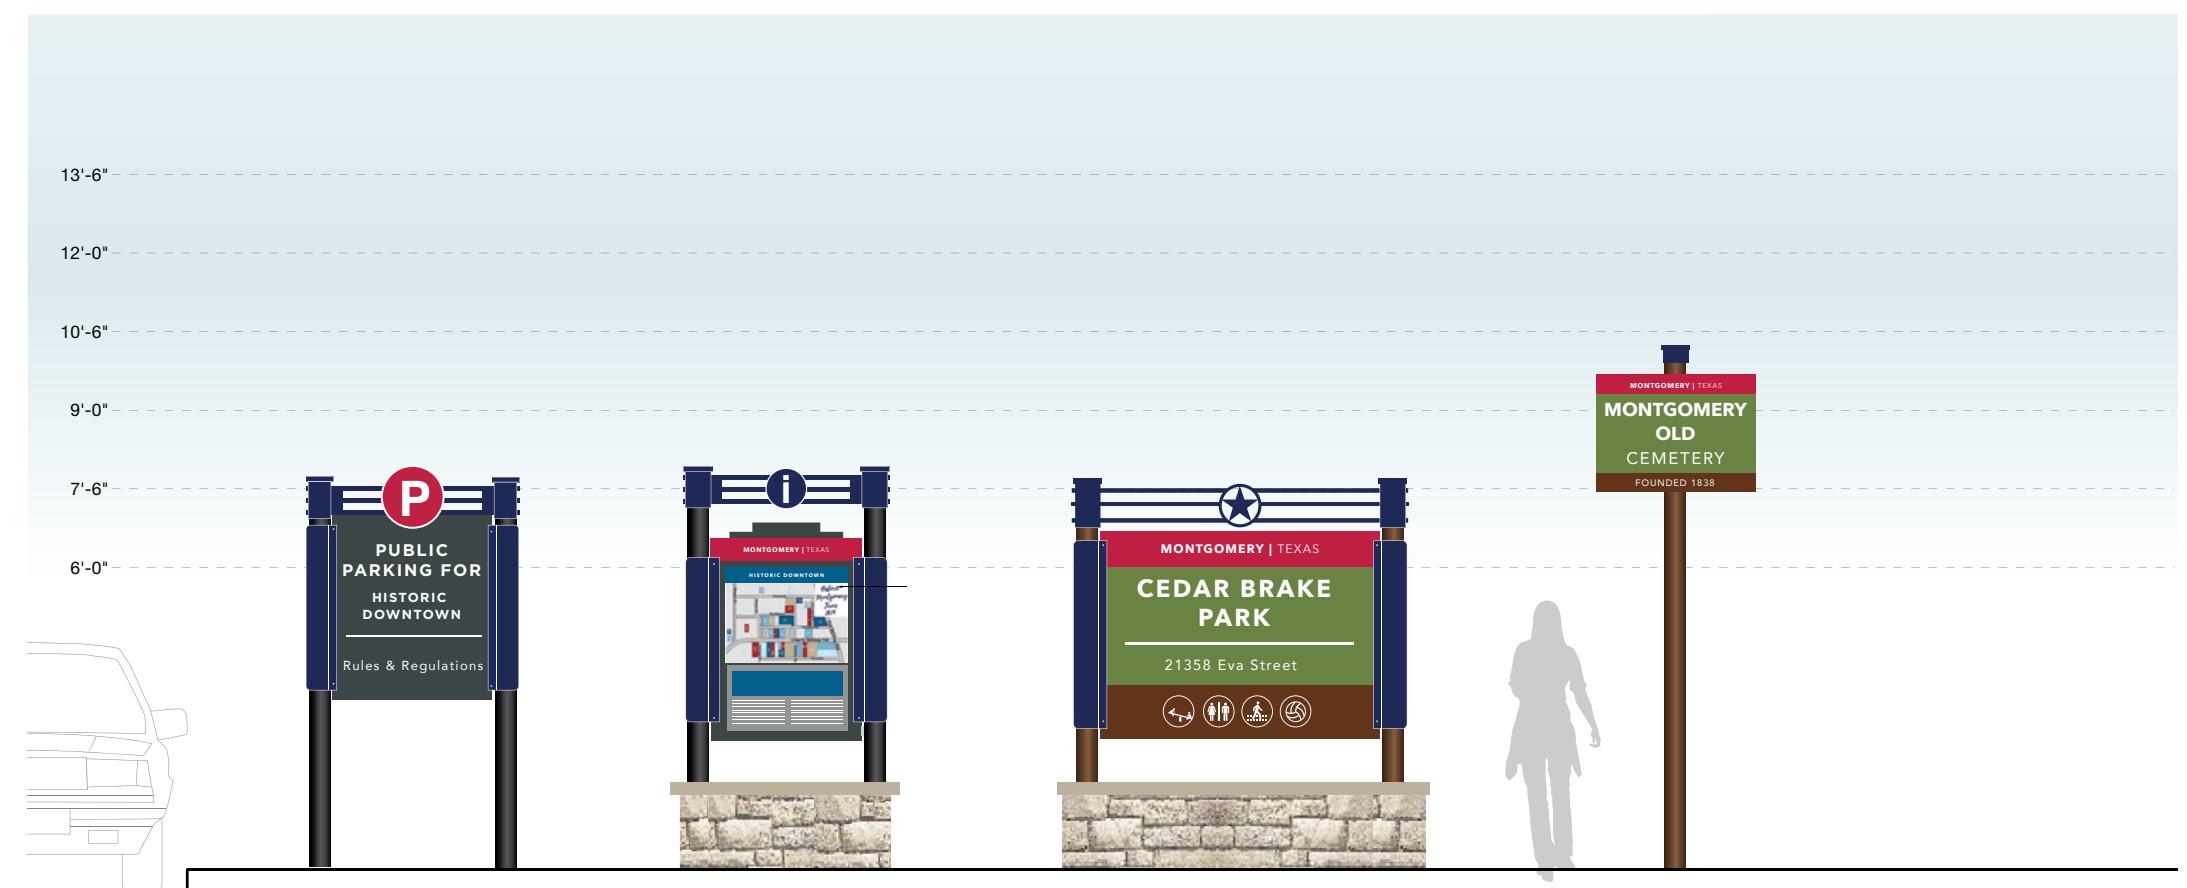 13'-6"
12'-0"
10'-6"
9'-0"
7'-6"
6'-0"
P
PUBLIC
PARKING FOR
HISTORIC
DOWNTOWN
Rules & Regulations
i
MONTGOMERY | TEXAS
HISTORIC DOWNTOWN
Montgomery
MONTGOMERY | TEXAS
CEDAR BRAKE
PARK
21358 Eva Street
MONTGOMERY | TEXAS
MONTGOMERY
OLD
CEMETERY
FOUNDED 1838